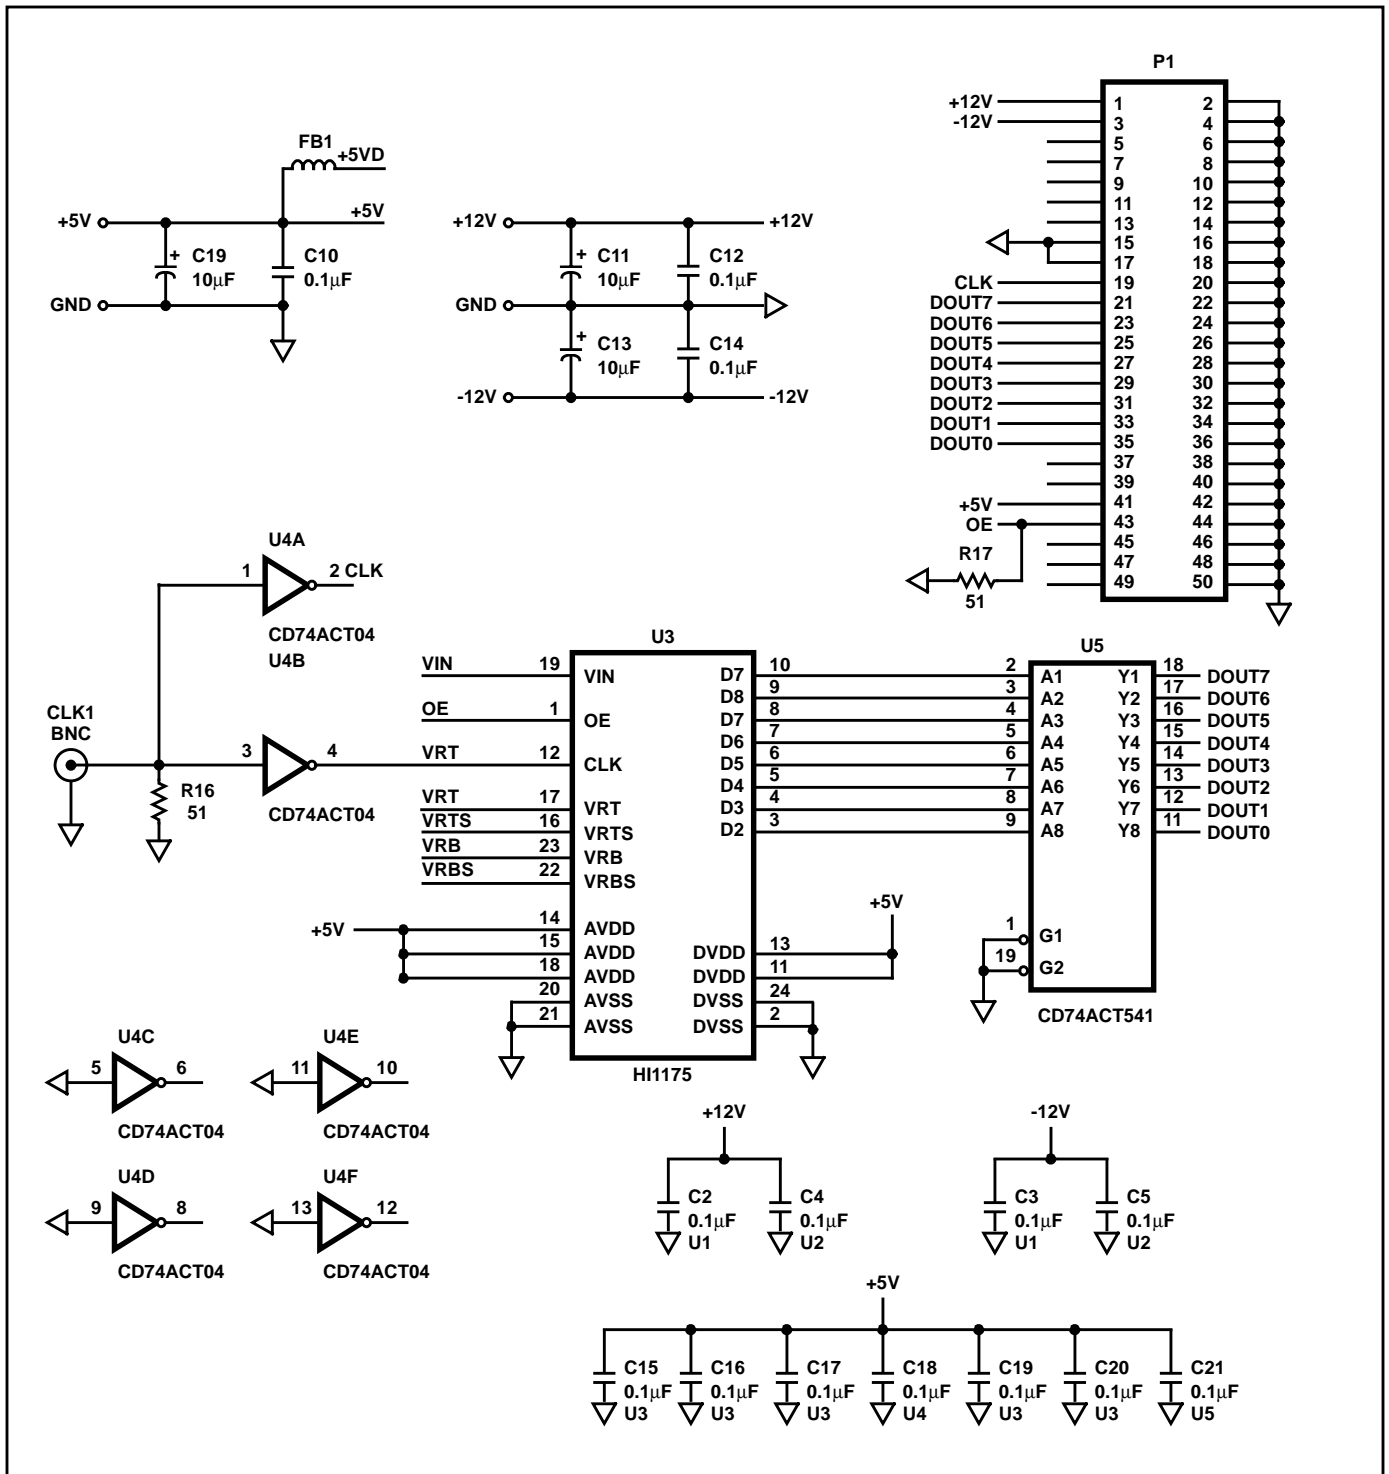 P1
+12V 1 2
-12V 3 4
5 6
7 8
9 10
11 12
13 14
15 16
17 18
CLK 19 20
DOUT7 21 22
DOUT6 23 24
DOUT5 25 26
DOUT4 27 28
DOUT3 29 30
DOUT2 31 32
DOUT1 33 34
DOUT0 35 36
37 38
39 40
+5V 41 42
OE 43 44
45 46
47 48
49 50
R17
51
FB1
+5VD
+5V +5V
C19
10µF
C10
0.1µF
GND
+12V +12V
C11
10µF
C12
0.1µF
GND
C13
10µF
C14
0.1µF
-12V -12V
U4A
1 2 CLK
CD74ACT04
U4B
CLK1
BNC
3 4
R16
51
CD74ACT04
U3
VIN 19 VIN
OE 1 OE
VRT 12 CLK
VRT 17 VRT
VRTS 16 VRTS
VRB 23 VRB
VRBS 22 VRBS
+5V 14 AVDD
15 AVDD
18 AVDD
20 AVSS
21 AVSS
D7 10
D8 9
D7 8
D6 7
D5 6
D4 5
D3 4
D2 3
+5V
DVDD 13
DVDD 11
DVSS 24
DVSS 2
HI1175
U5
2 A1 Y1 18 DOUT7
3 A2 Y2 17 DOUT6
4 A3 Y3 16 DOUT5
5 A4 Y4 15 DOUT4
6 A5 Y5 14 DOUT3
7 A6 Y6 13 DOUT2
8 A7 Y7 12 DOUT1
9 A8 Y8 11 DOUT0
1 G1
19 G2
CD74ACT541
U4C
5 6
CD74ACT04
U4E
11 10
CD74ACT04
U4D
9 8
CD74ACT04
U4F
13 12
CD74ACT04
+12V
C2
0.1µF
U1
C4
0.1µF
U2
-12V
C3
0.1µF
U1
C5
0.1µF
U2
+5V
C15
0.1µF
U3
C16
0.1µF
U3
C17
0.1µF
U3
C18
0.1µF
U4
C19
0.1µF
U3
C20
0.1µF
U3
C21
0.1µF
U5